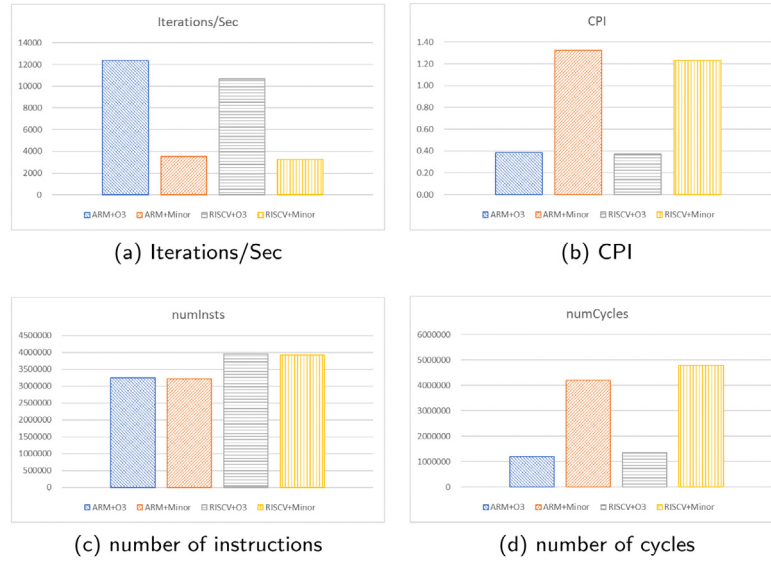 Iterations/Sec
14000
12000
10000
8000
6000
4000
2000
0
ARM+O3 ARM+Minor RISCV+O3 RISCV+Minor
(a) Iterations/Sec
CPI
1.40
1.20
1.00
0.80
0.60
0.40
0.20
0.00
ARM+O3 ARM+Minor RISCV+O3 RISCV+Minor
(b) CPI
numInsts
4500000
4000000
3500000
3000000
2500000
2000000
1500000
1000000
500000
0
ARM+O3 ARM+Minor RISCV+O3 RISCV+Minor
(c) number of instructions
numCycles
6000000
5000000
4000000
3000000
2000000
1000000
0
ARM+O3 ARM+Minor RISCV+O3 RISCV+Minor
(d) number of cycles